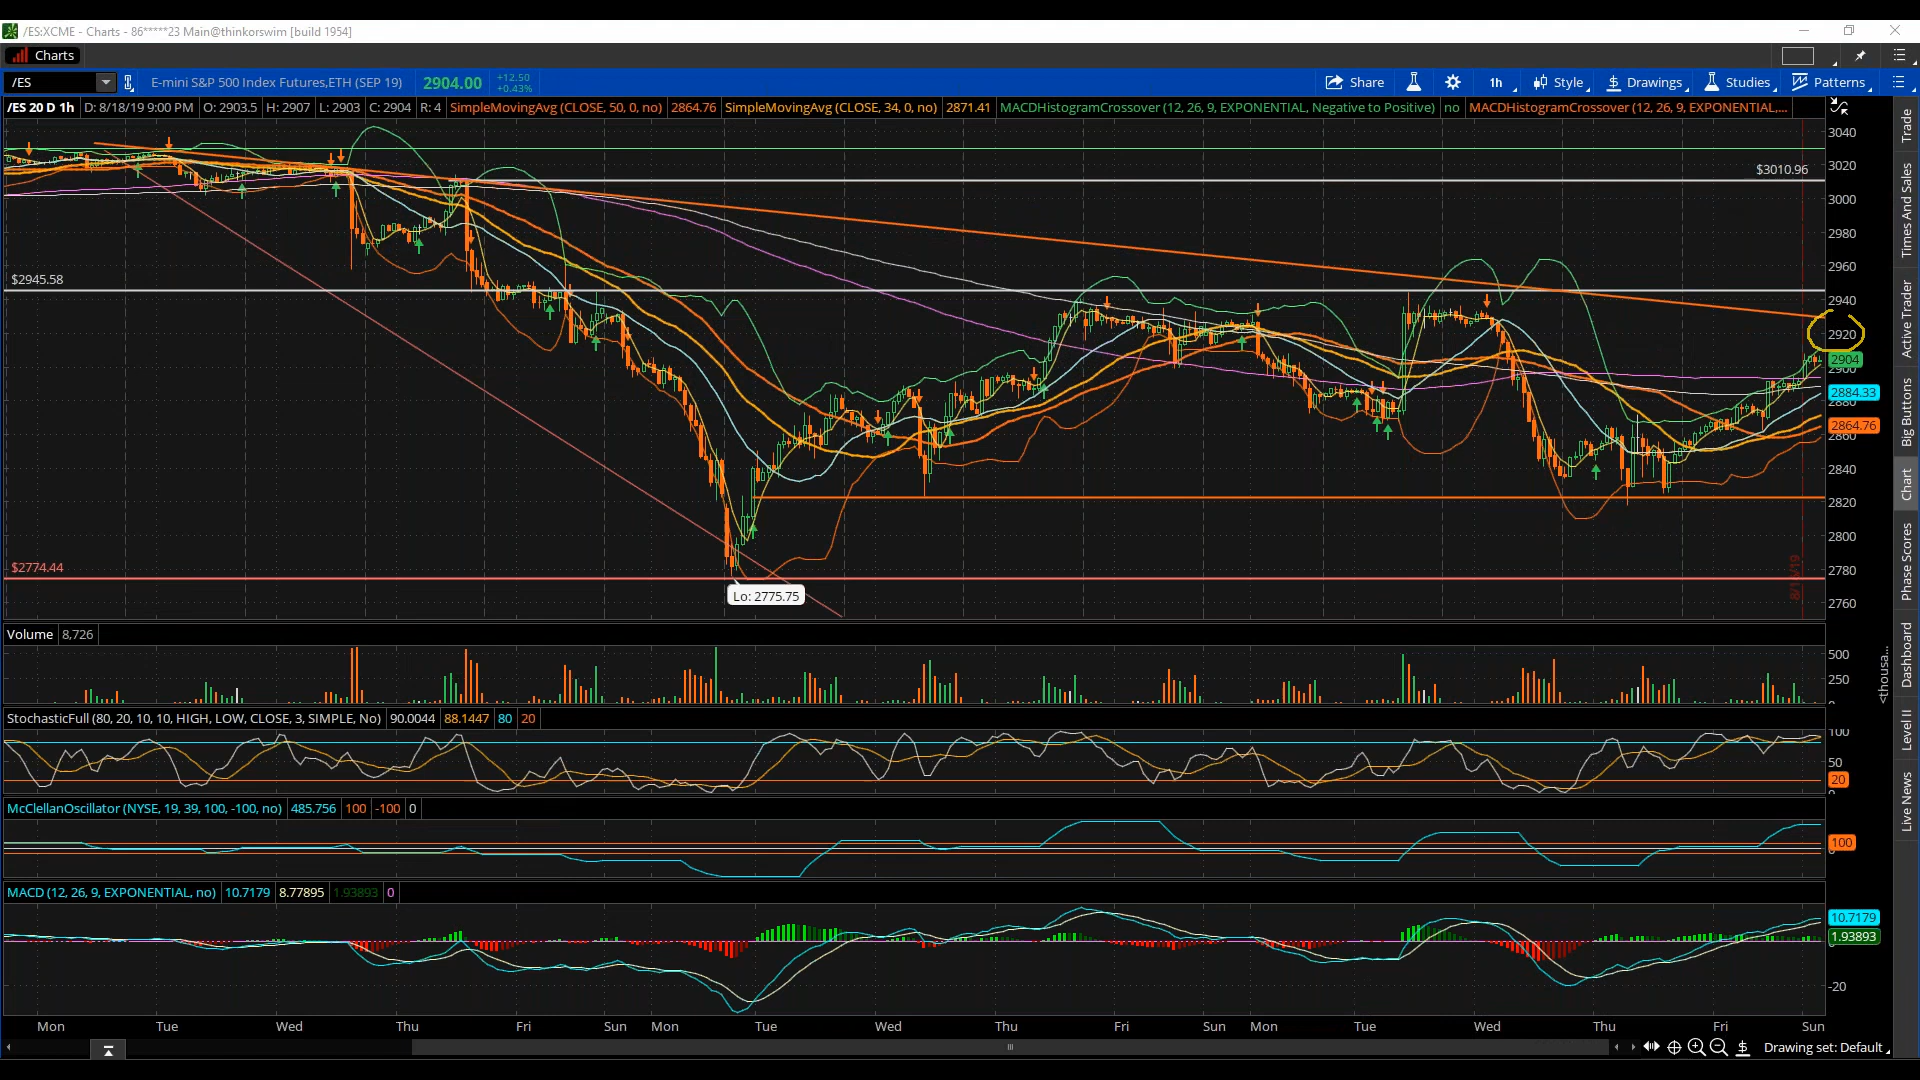 /ES:XCME - Charts - 86*****23 Main@thinkorswim [build 1954]
Charts
/ES E-mini S&P 500 Index Futures,ETH (SEP 19) 2904.00 +12.50 +0.43% Share 1h Style Drawings Studies Patterns
/ES 20 D 1h D: 8/18/19 9:00 PM O: 2903.5 H: 2907 L: 2903 C: 2904 R: 4 SimpleMovingAvg (CLOSE, 50, 0, no) 2864.76 SimpleMovingAvg (CLOSE, 34, 0, no) 2871.41 MACDHistogramCrossover (12, 26, 9, EXPONENTIAL, Negative to Positive) no MACDHistogramCrossover (12, 26, 9, EXPONENTIAL,...
3040
$3010.96
3020
3000
2980
2960
$2945.58
2940
2920
2904
2900
2884.33
2880
2864.76
2860
2840
2820
2800
2780
$2774.44
Lo: 2775.75
2760
Volume 8,726
500
250
0
<thousa...
StochasticFull (80, 20, 10, 10, HIGH, LOW, CLOSE, 3, SIMPLE, No) 90.0044 88.1447 80 20
100
50
20
McClellanOscillator (NYSE, 19, 39, 100, -100, no) 485.756 100 -100 0
100
MACD (12, 26, 9, EXPONENTIAL, no) 10.7179 8.77895 1.93893 0
10.7179
1.93893
-20
Mon Tue Wed Thu Fri Sun Mon Tue Wed Thu Fri Sun Mon Tue Wed Thu Fri Sun
Drawing set: Default
Trade
Times And Sales
Active Trader
Big Buttons
Chart
Phase Scores
Dashboard
Level II
Live News